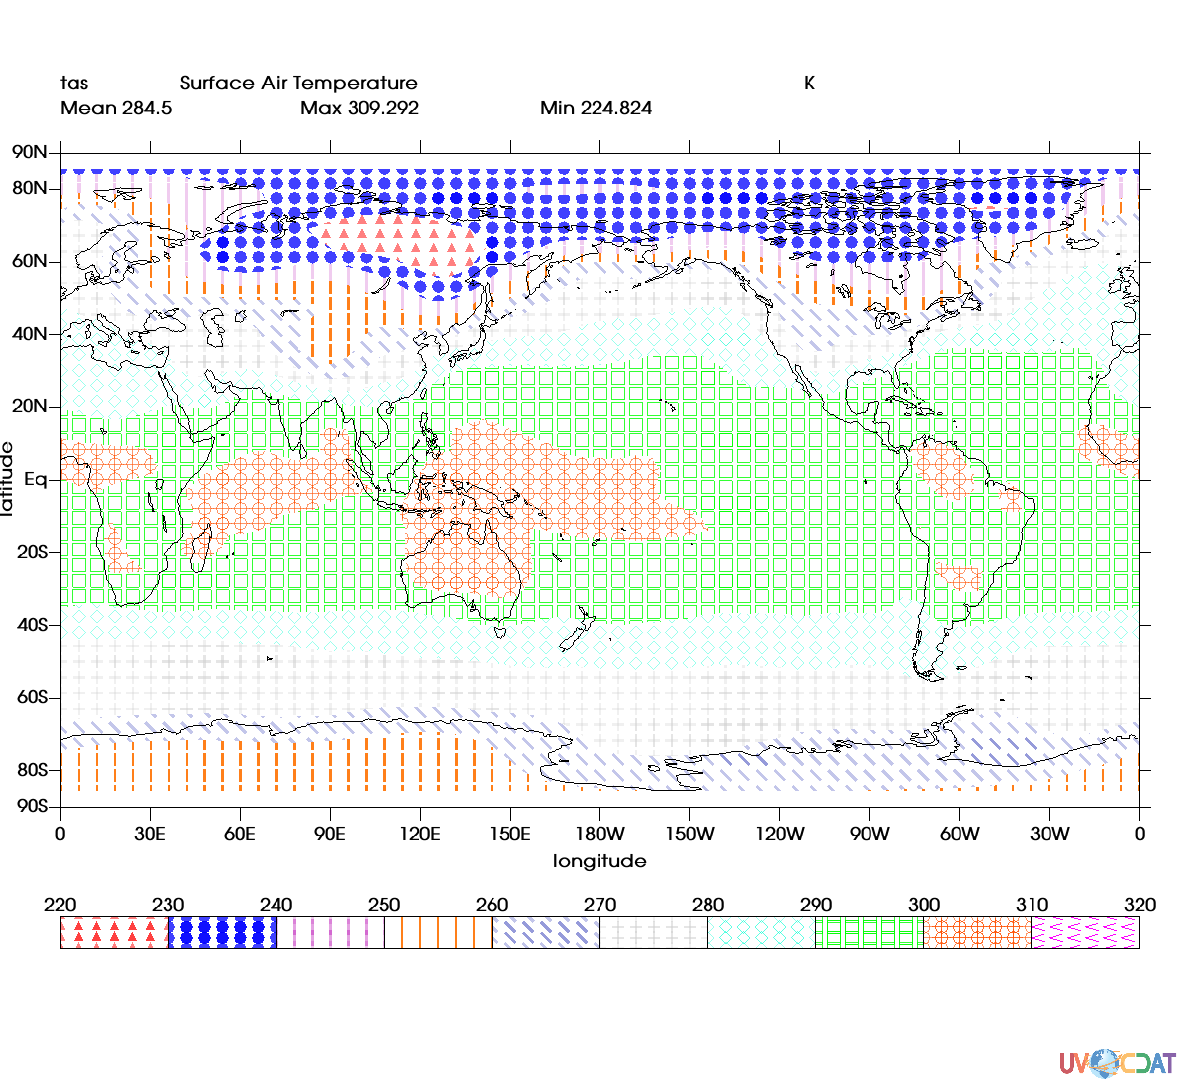 tas Surface Air Temperature K
Mean 284.5 Max 309.292 Min 224.824
90N
80N
60N
40N
20N
Eq
20S
40S
60S
80S
90S
latitude
0 30E 60E 90E 120E 150E 180W 150W 120W 90W 60W 30W 0
longitude
220 230 240 250 260 270 280 290 300 310 320
UVCDAT